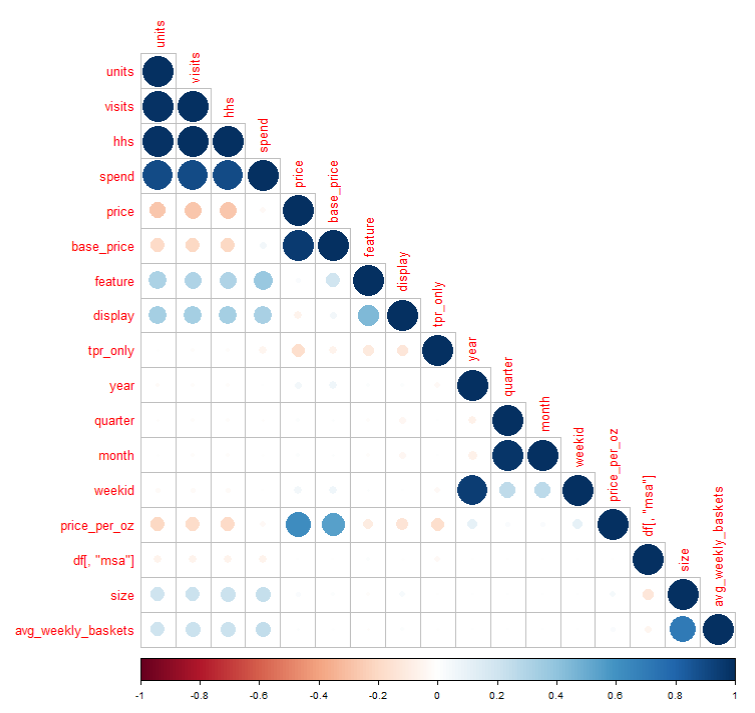 units
visits
hhs
spend
price
base_price
feature
display
tpr_only
year
quarter
month
weekid
price_per_oz
df[, "msa"]
size
avg_weekly_baskets
units
visits
hhs
spend
price
base_price
feature
display
tpr_only
year
quarter
month
weekid
price_per_oz
df[, "msa"]
size
avg_weekly_baskets
-1 -0.8 -0.6 -0.4 -0.2 0 0.2 0.4 0.6 0.8 1